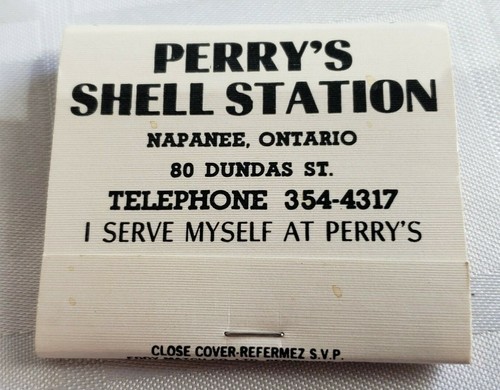 PERRY'S
SHELL STATION
NAPANEE, ONTARIO
80 DUNDAS ST.
TELEPHONE 354-4317
I SERVE MYSELF AT PERRY'S
CLOSE COVER-REFERMEZ S.V.P.